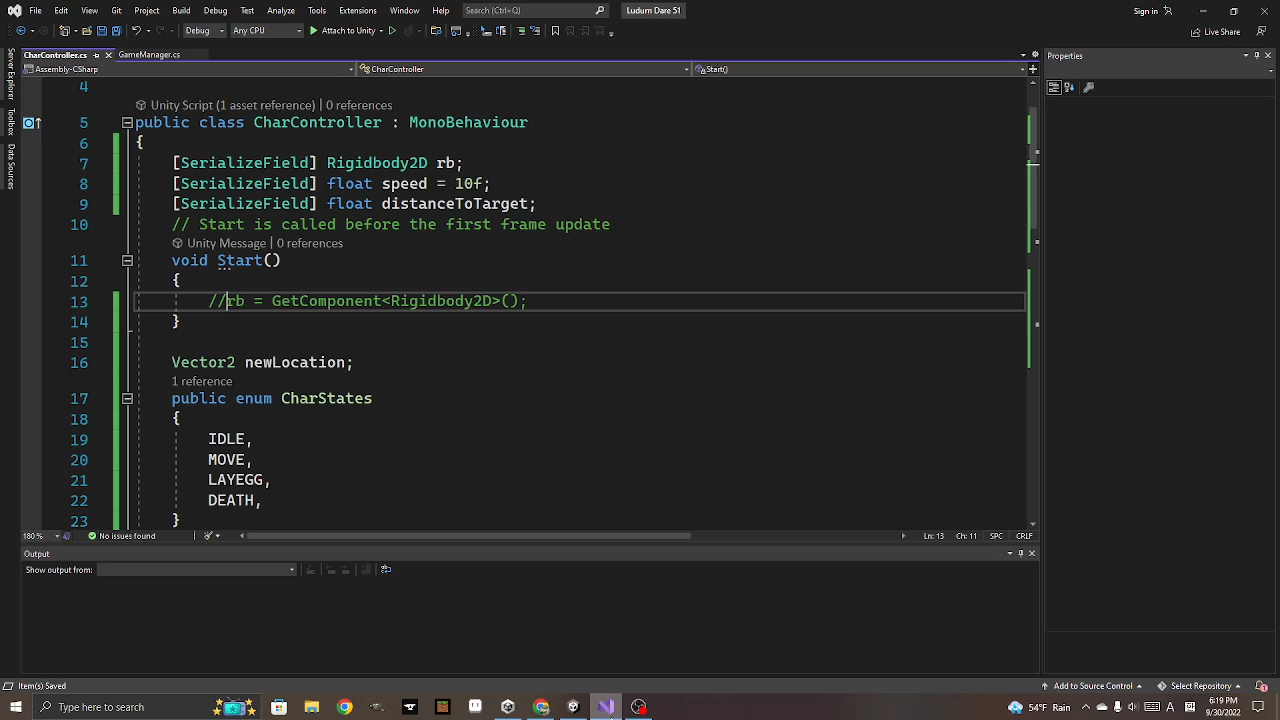 File Edit View Git Project Build Debug Test Analyze Tools Extensions Window Help Search (Ctrl+Q) Ludum Dare 51 Sign in
Debug Any CPU Attach to Unity Live Share
CharController.cs GameManager.cs Properties
Assembly-CSharp CharController Start()
Server Explorer
Toolbox
Data Sources
4
Unity Script (1 asset reference) | 0 references
5 public class CharController : MonoBehaviour
6 {
7 [SerializeField] Rigidbody2D rb;
8 [SerializeField] float speed = 10f;
9 [SerializeField] float distanceToTarget;
10 // Start is called before the first frame update
Unity Message | 0 references
11 void Start()
12 {
13 //rb = GetComponent<Rigidbody2D>();
14 }
15
16 Vector2 newLocation;
1 reference
17 public enum CharStates
18 {
19 IDLE,
20 MOVE,
21 LAYEGG,
22 DEATH,
23 }
180 % No issues found Ln: 13 Ch: 11 SPC CRLF
Output
Show output from:
Item(s) Saved Add to Source Control Select Repository
Type here to search 54°F Rain 6:19 PM
9/30/2022